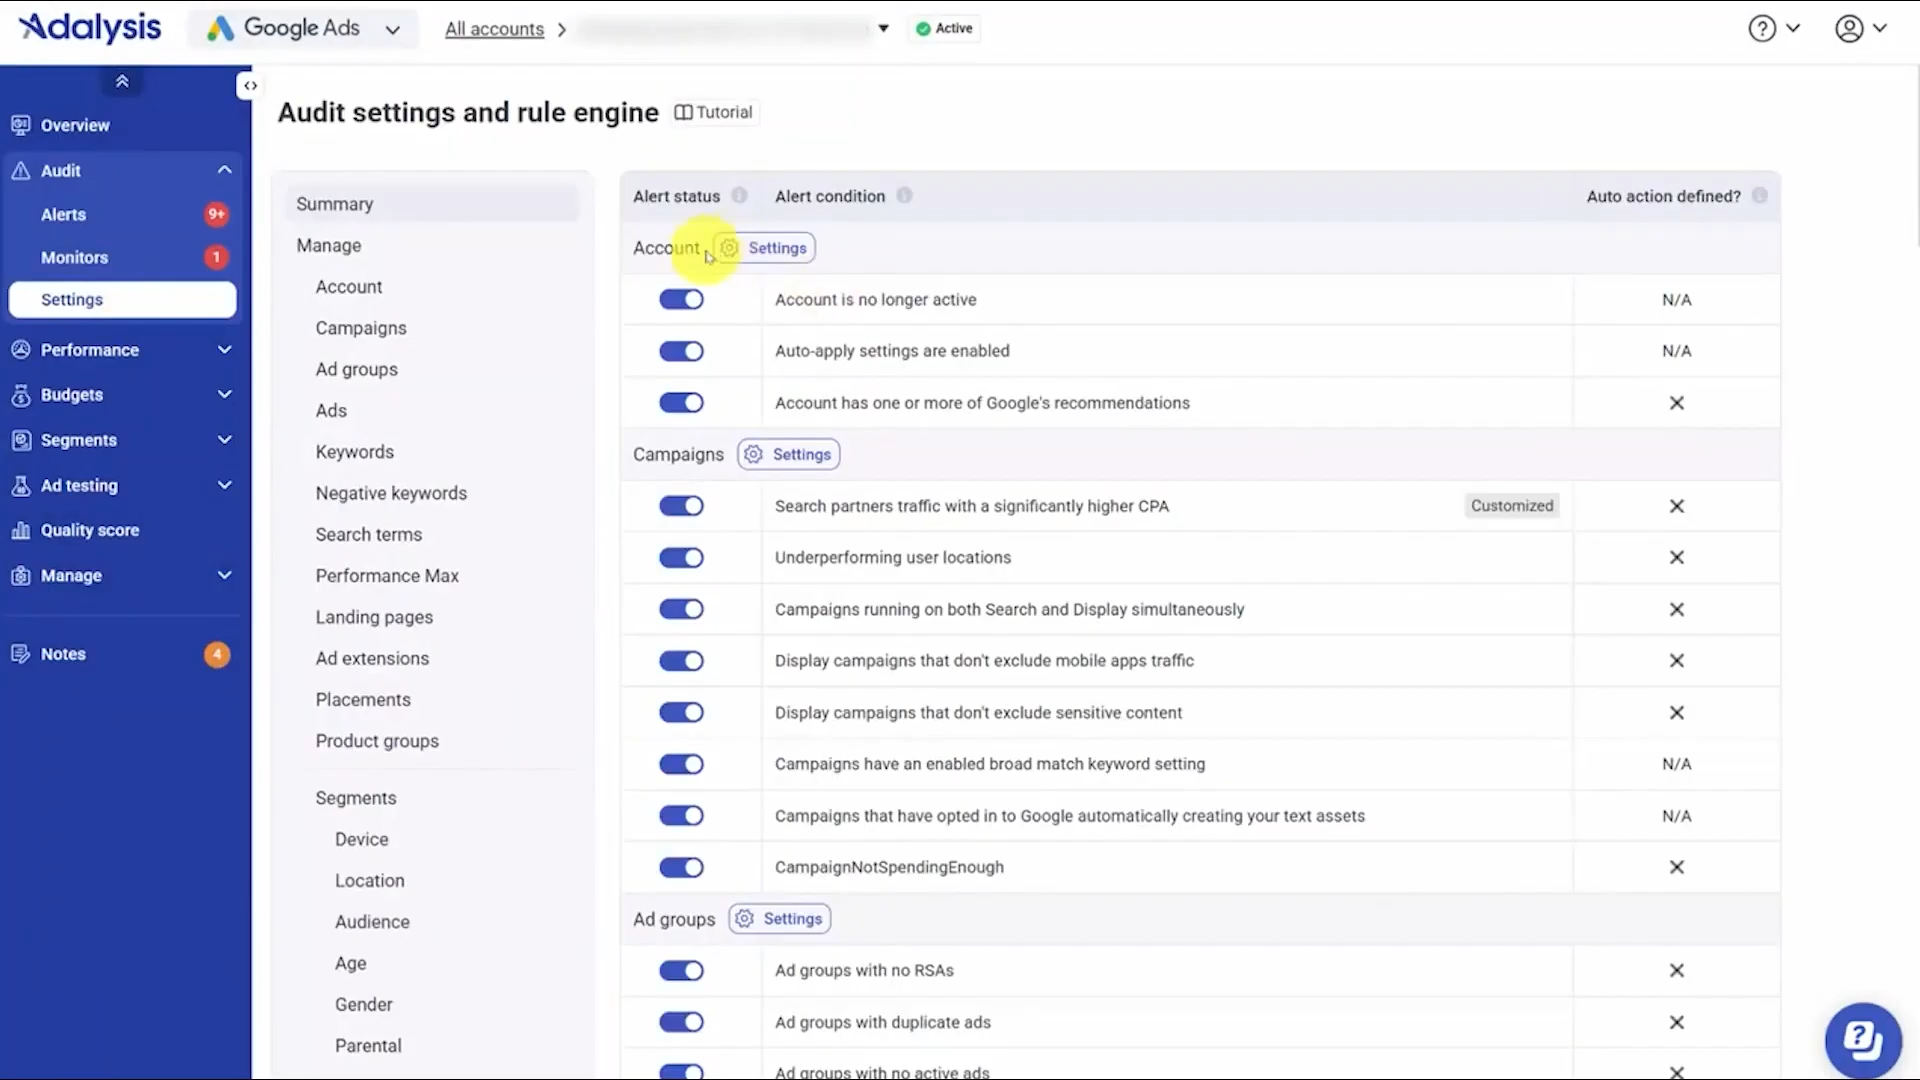 Adalysis
Google Ads
All accounts
Active
Overview
Audit
Alerts 9+
Monitors 1
Settings
Performance
Budgets
Segments
Ad testing
Quality score
Manage
Notes 4
Audit settings and rule engine
Tutorial
Summary
Manage
Account
Campaigns
Ad groups
Ads
Keywords
Negative keywords
Search terms
Performance Max
Landing pages
Ad extensions
Placements
Product groups
Segments
Device
Location
Audience
Age
Gender
Parental
Alert status Alert condition Auto action defined?
Account Settings
Account is no longer active N/A
Auto-apply settings are enabled N/A
Account has one or more of Google's recommendations
Campaigns Settings
Search partners traffic with a significantly higher CPA Customized
Underperforming user locations
Campaigns running on both Search and Display simultaneously
Display campaigns that don't exclude mobile apps traffic
Display campaigns that don't exclude sensitive content
Campaigns have an enabled broad match keyword setting N/A
Campaigns that have opted in to Google automatically creating your text assets N/A
CampaignNotSpendingEnough
Ad groups Settings
Ad groups with no RSAs
Ad groups with duplicate ads
Ad groups with no active ads